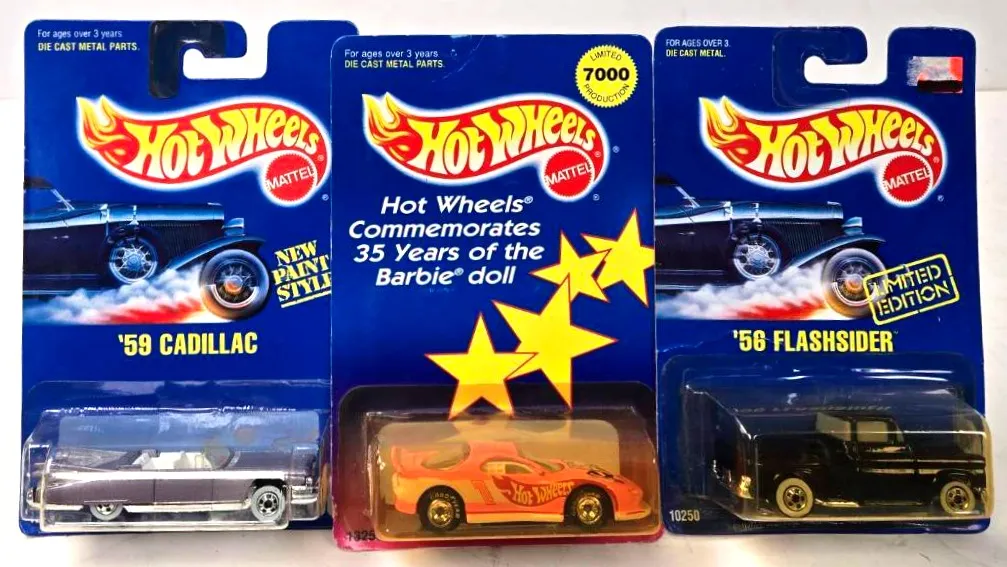 For ages over 3 years
DIE CAST METAL PARTS.
HOT WHEELS®
MATTEL
®
NEW
PAINT
STYLE
'59 CADILLAC
For ages over 3 years
DIE CAST METAL PARTS.
LIMITED
7000
PRODUCTION
HOT WHEELS®
MATTEL
®
Hot Wheels®
Commemorates
35 Years of the
Barbie® doll
HOT WHEELS
FOR AGES OVER 3.
DIE CAST METAL.
HOT WHEELS®
MATTEL
®
LIMITED
EDITION
'56 FLASHSIDER™
10250